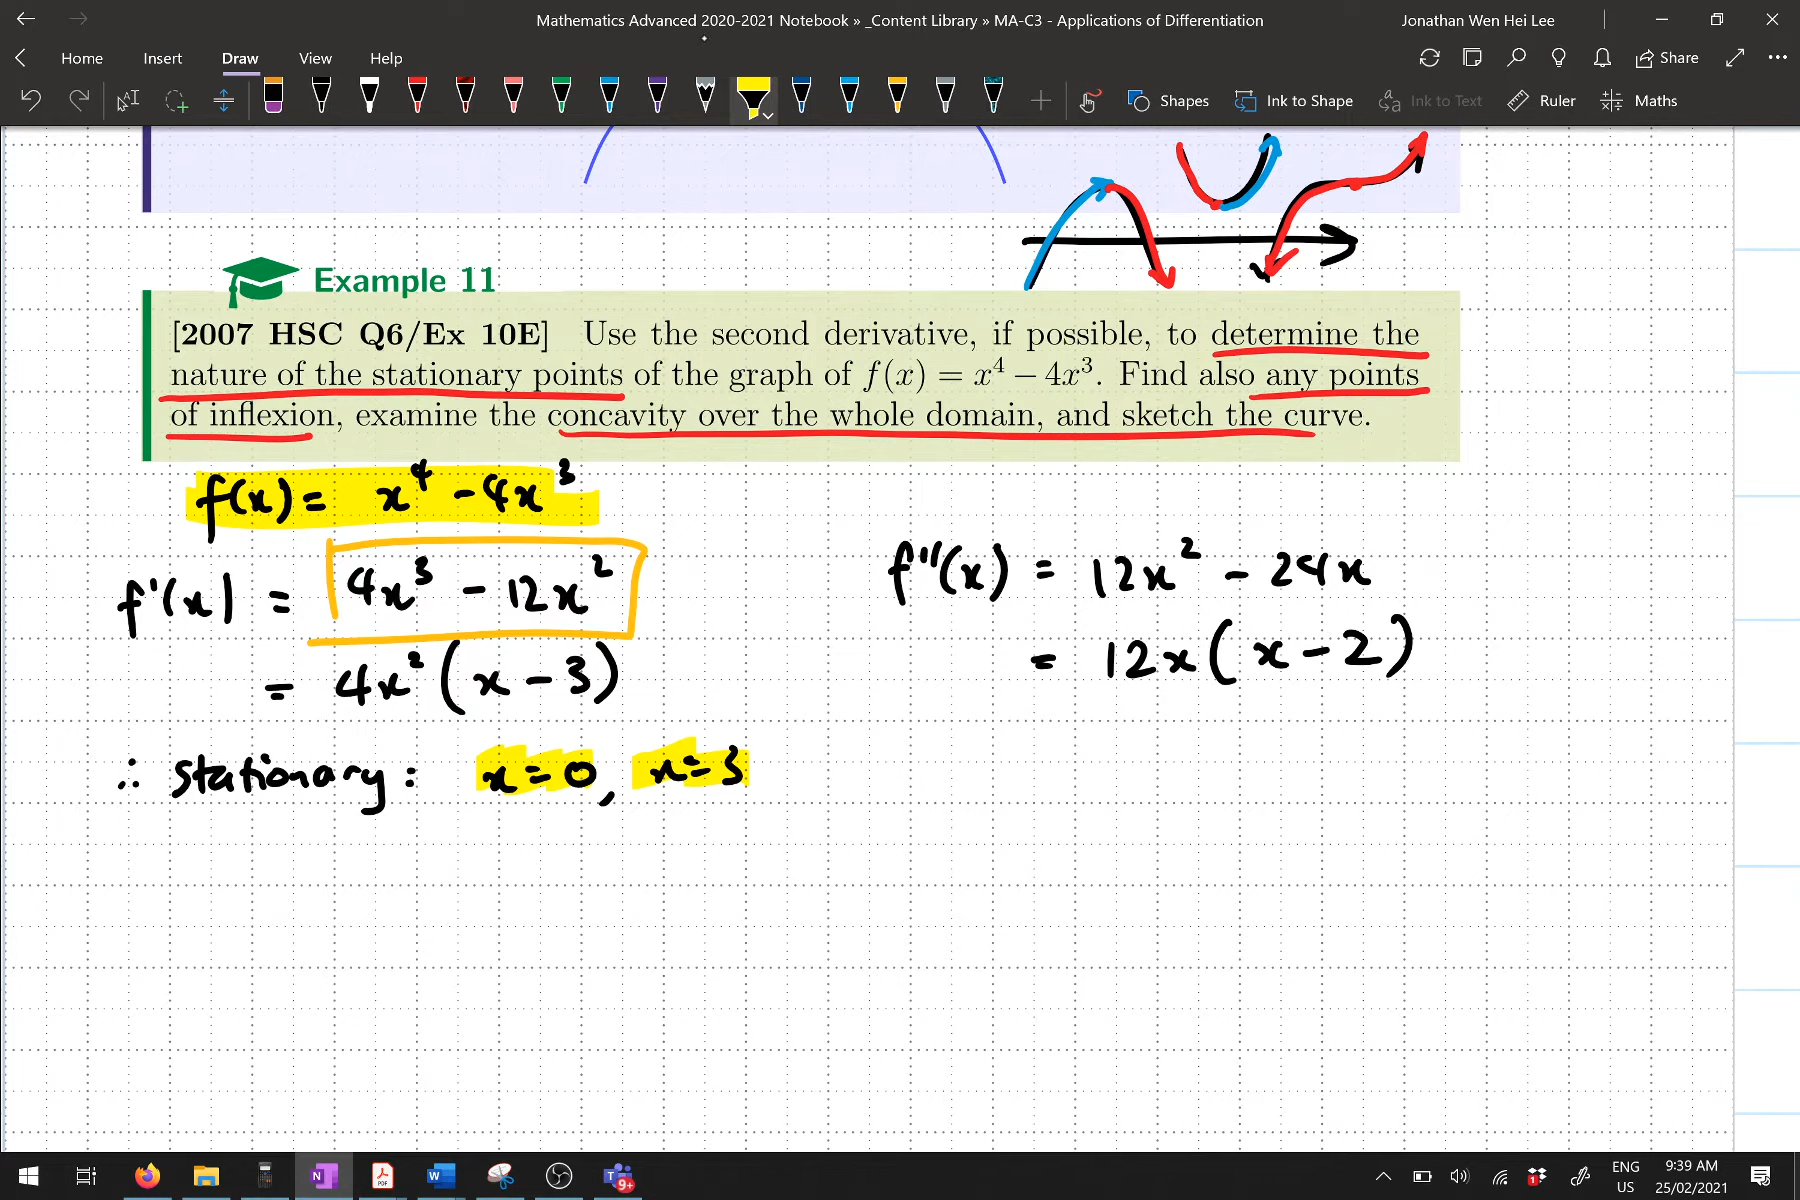 Mathematics Advanced 2020-2021 Notebook » _Content Library » MA-C3 - Applications of Differentiation
Jonathan Wen Hei Lee
Home Insert Draw View Help
Share
Shapes Ink to Shape Ink to Text Ruler Maths
Example 11
[2007 HSC Q6/Ex 10E] Use the second derivative, if possible, to determine the
nature of the stationary points of the graph of f(x) = x⁴ − 4x³. Find also any points
of inflexion, examine the concavity over the whole domain, and sketch the curve.
f(x) = x⁴ - 4x³
f'(x) = 4x³ - 12x²
= 4x² (x - 3)
f''(x) = 12x² - 24x
= 12x (x - 2)
∴ stationary: x = 0, x = 3
ENG
US
9:39 AM
25/02/2021
9+
1